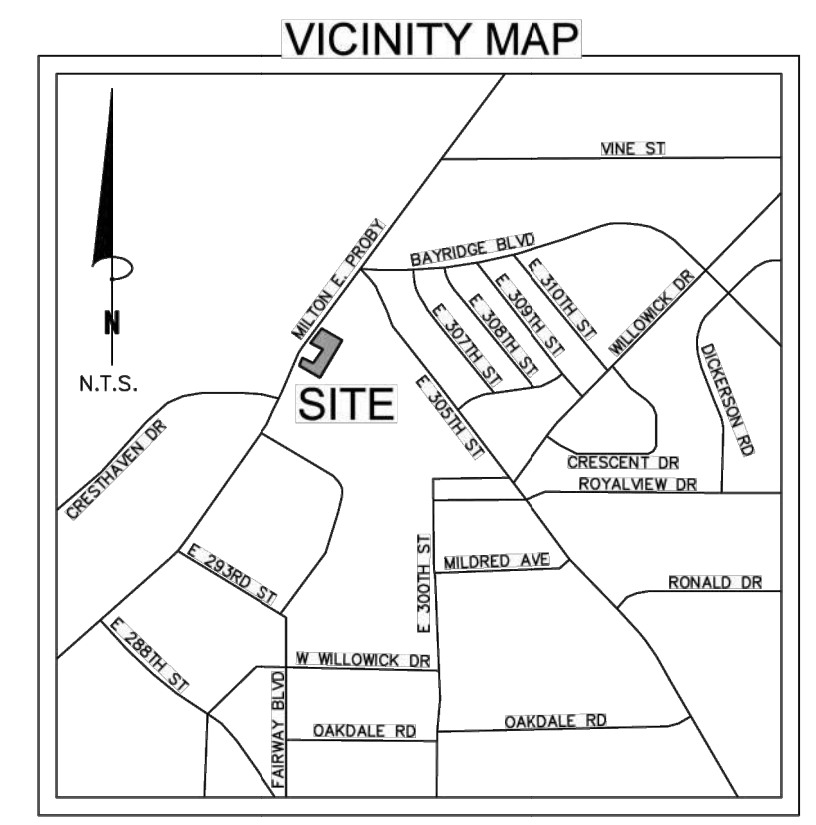 VICINITY MAP
VINE ST
MILTON E. PROBY
BAYRIDGE BLVD
E 310TH ST
E 309TH ST
E 308TH ST
E 307TH ST
WILLOWICK DR
N
N.T.S.
SITE
E 305TH ST
DICKERSON RD
CRESTHAVEN DR
CRESCENT DR
ROYALVIEW DR
E 293RD ST
E 300TH ST
MILDRED AVE
RONALD DR
E 288TH ST
W WILLOWICK DR
FAIRWAY BLVD
OAKDALE RD
OAKDALE RD